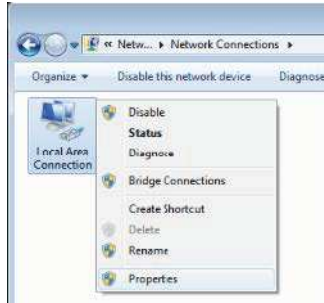 « Netw... ▸ Network Connections ▸
Organize ▾ Disable this network device Diagnose
Local Area
Connection
Disable
Status
Diagnose
Bridge Connections
Create Shortcut
Delete
Rename
Properties